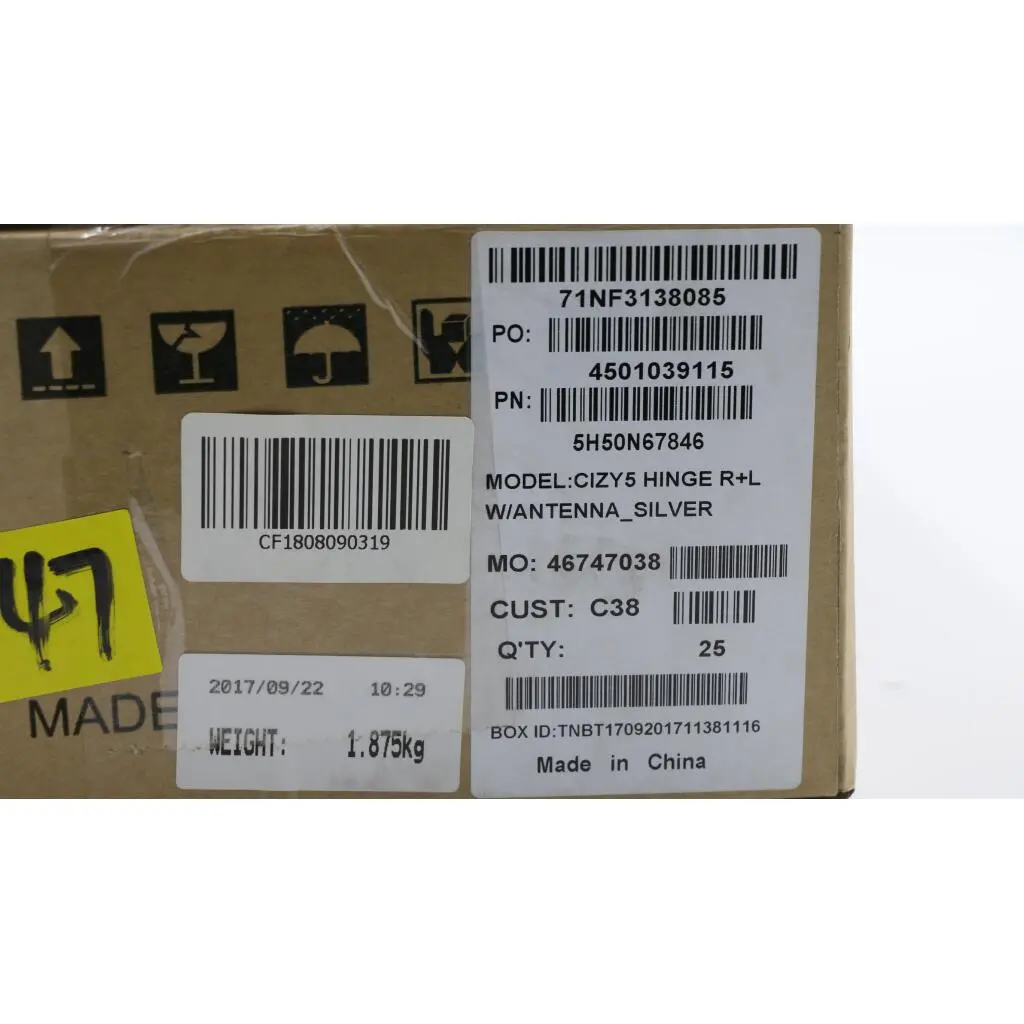 71NF3138085
PO:
4501039115
PN:
5H50N67846
MODEL:CIZY5 HINGE R+L
W/ANTENNA_SILVER
MO: 46747038
CUST: C38
Q'TY: 25
BOX ID:TNBT1709201711381116
Made in China
CF1808090319
47
2017/09/22 10:29
WEIGHT: 1.875kg
MADE